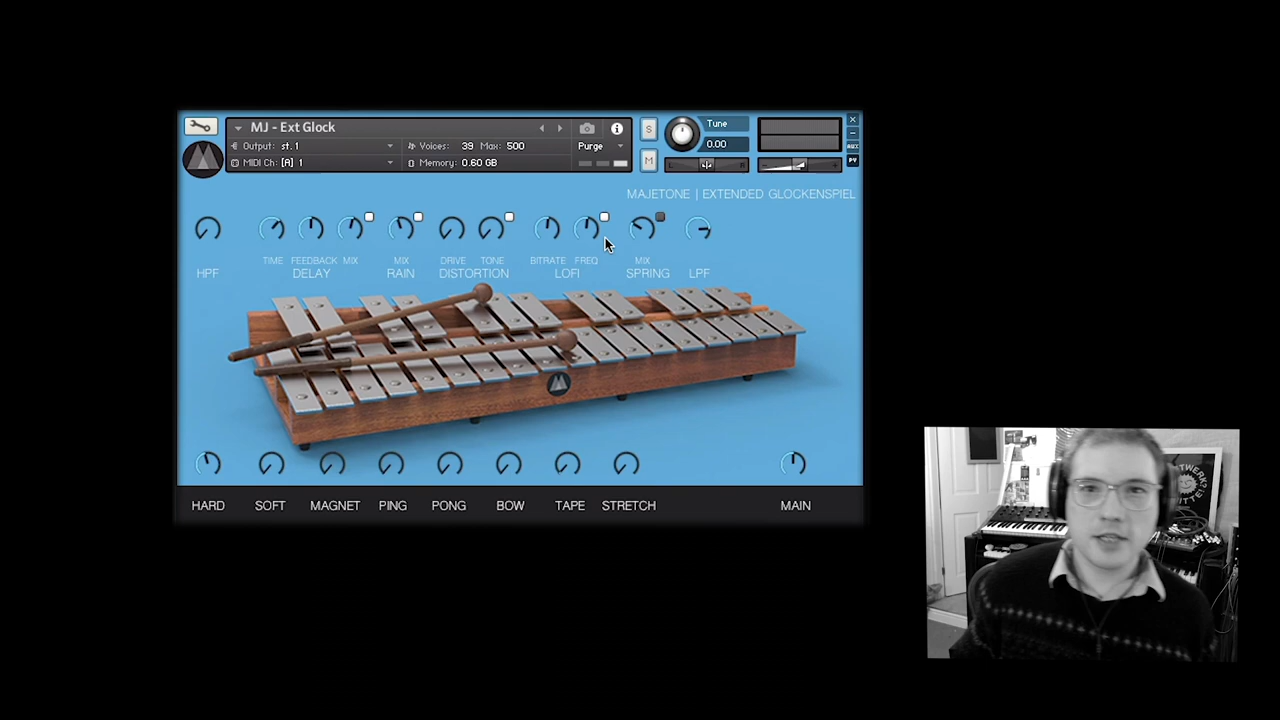 MJ - Ext Glock
Output: st. 1
Voices: 39 Max: 500
Purge
MIDI Ch: [A] 1
Memory: 0.60 GB
S
M
Tune
0.00
L R
AUX
PV
MAJETONE | EXTENDED GLOCKENSPIEL
TIME FEEDBACK MIX MIX DRIVE TONE BITRATE FREQ MIX
HPF DELAY RAIN DISTORTION LOFI SPRING LPF
HARD SOFT MAGNET PING PONG BOW TAPE STRETCH MAIN